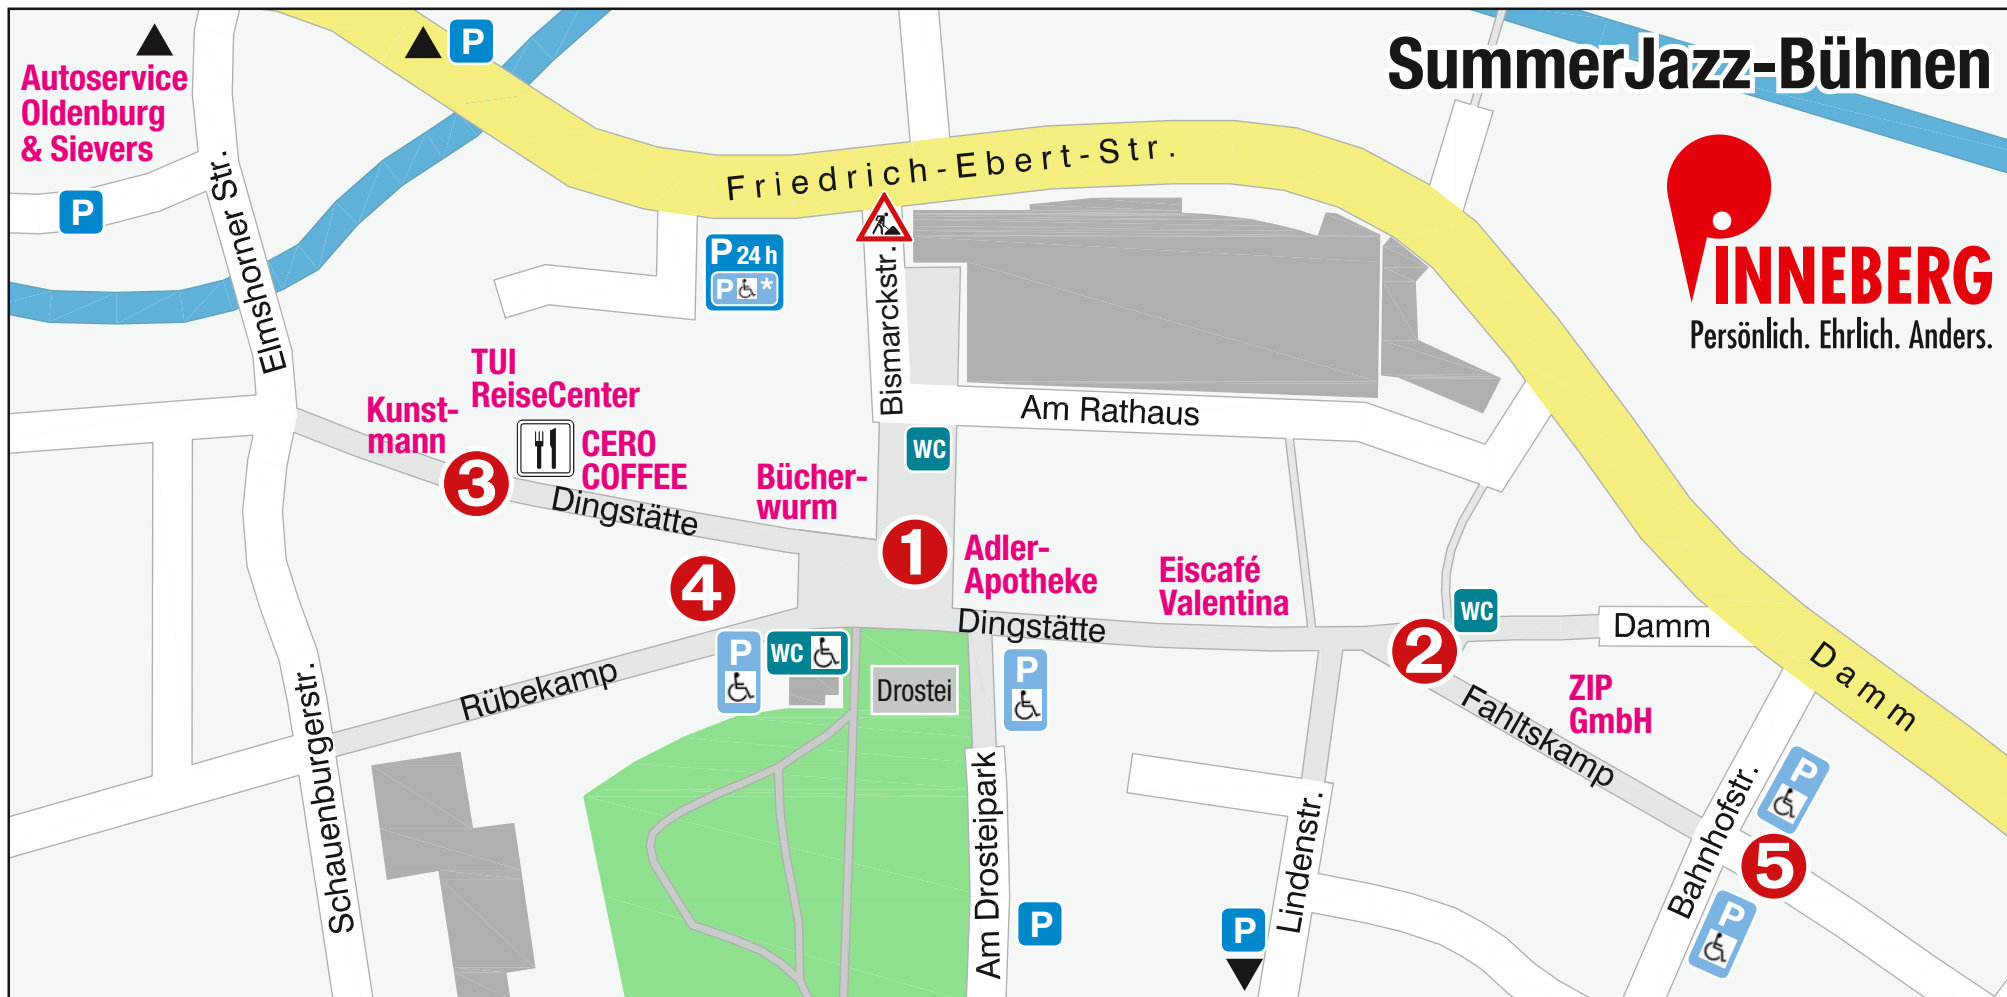 SummerJazz-Bühnen
P
Autoservice
Oldenburg
& Sievers
P
Elmshorner Str.
Friedrich-Ebert-Str.
P 24 h
P *
Bismarckstr.
PINNEBERG
Persönlich. Ehrlich. Anders.
TUI
ReiseCenter
Kunst-
mann
3
CERO
COFFEE
Dingstätte
Bücher-
wurm
WC
Am Rathaus
1
Adler-
Apotheke
4
Eiscafé
Valentina
Dingstätte
WC
2
Damm
Damm
P
WC
Drostei
P
Rübekamp
Schauenburgerstr.
Fahltskamp
ZIP
GmbH
Am Drosteipark
P
P
Lindenstr.
Bahnhofstr.
P
5
P